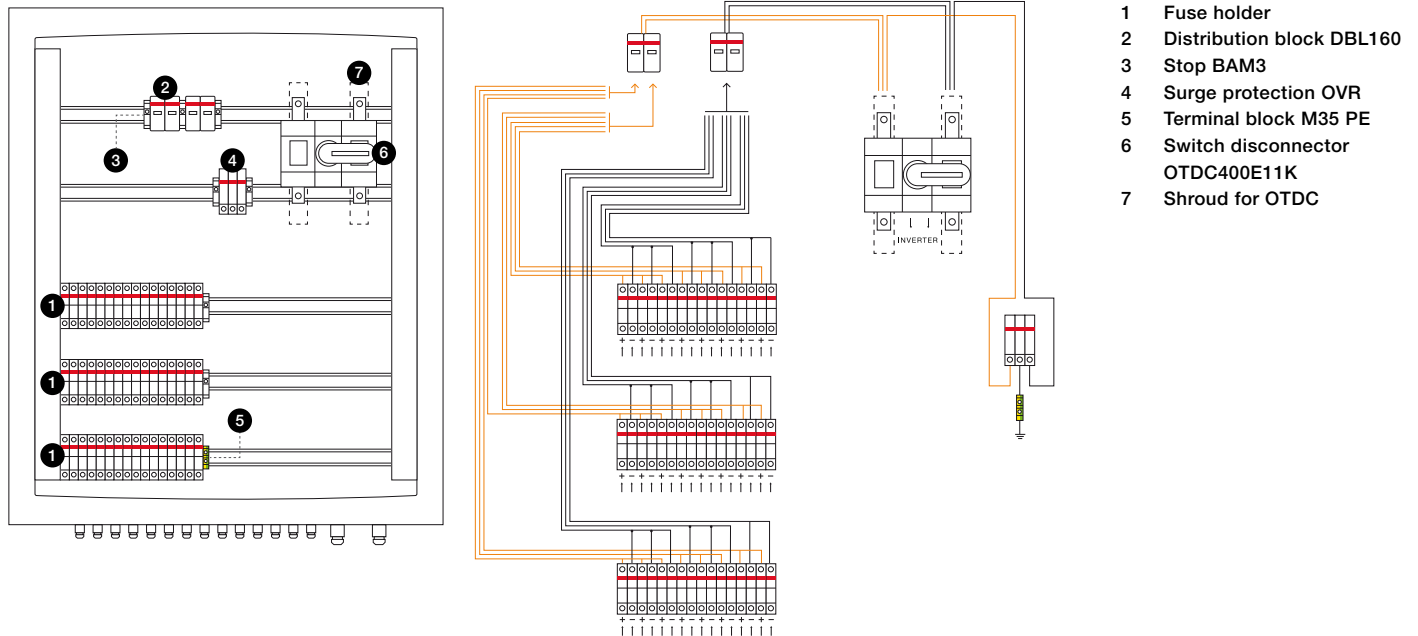 1 Fuse holder
2 Distribution block DBL160
3 Stop BAM3
4 Surge protection OVR
5 Terminal block M35 PE
6 Switch disconnector
OTDC400E11K
7 Shroud for OTDC
2
7
3
4
6
1
1
5
1
INVERTER
+ − + − + − + − + − + − + − + −
+ − + − + − + − + − + − + − + −
+ − + − + − + − + − + − + − + −